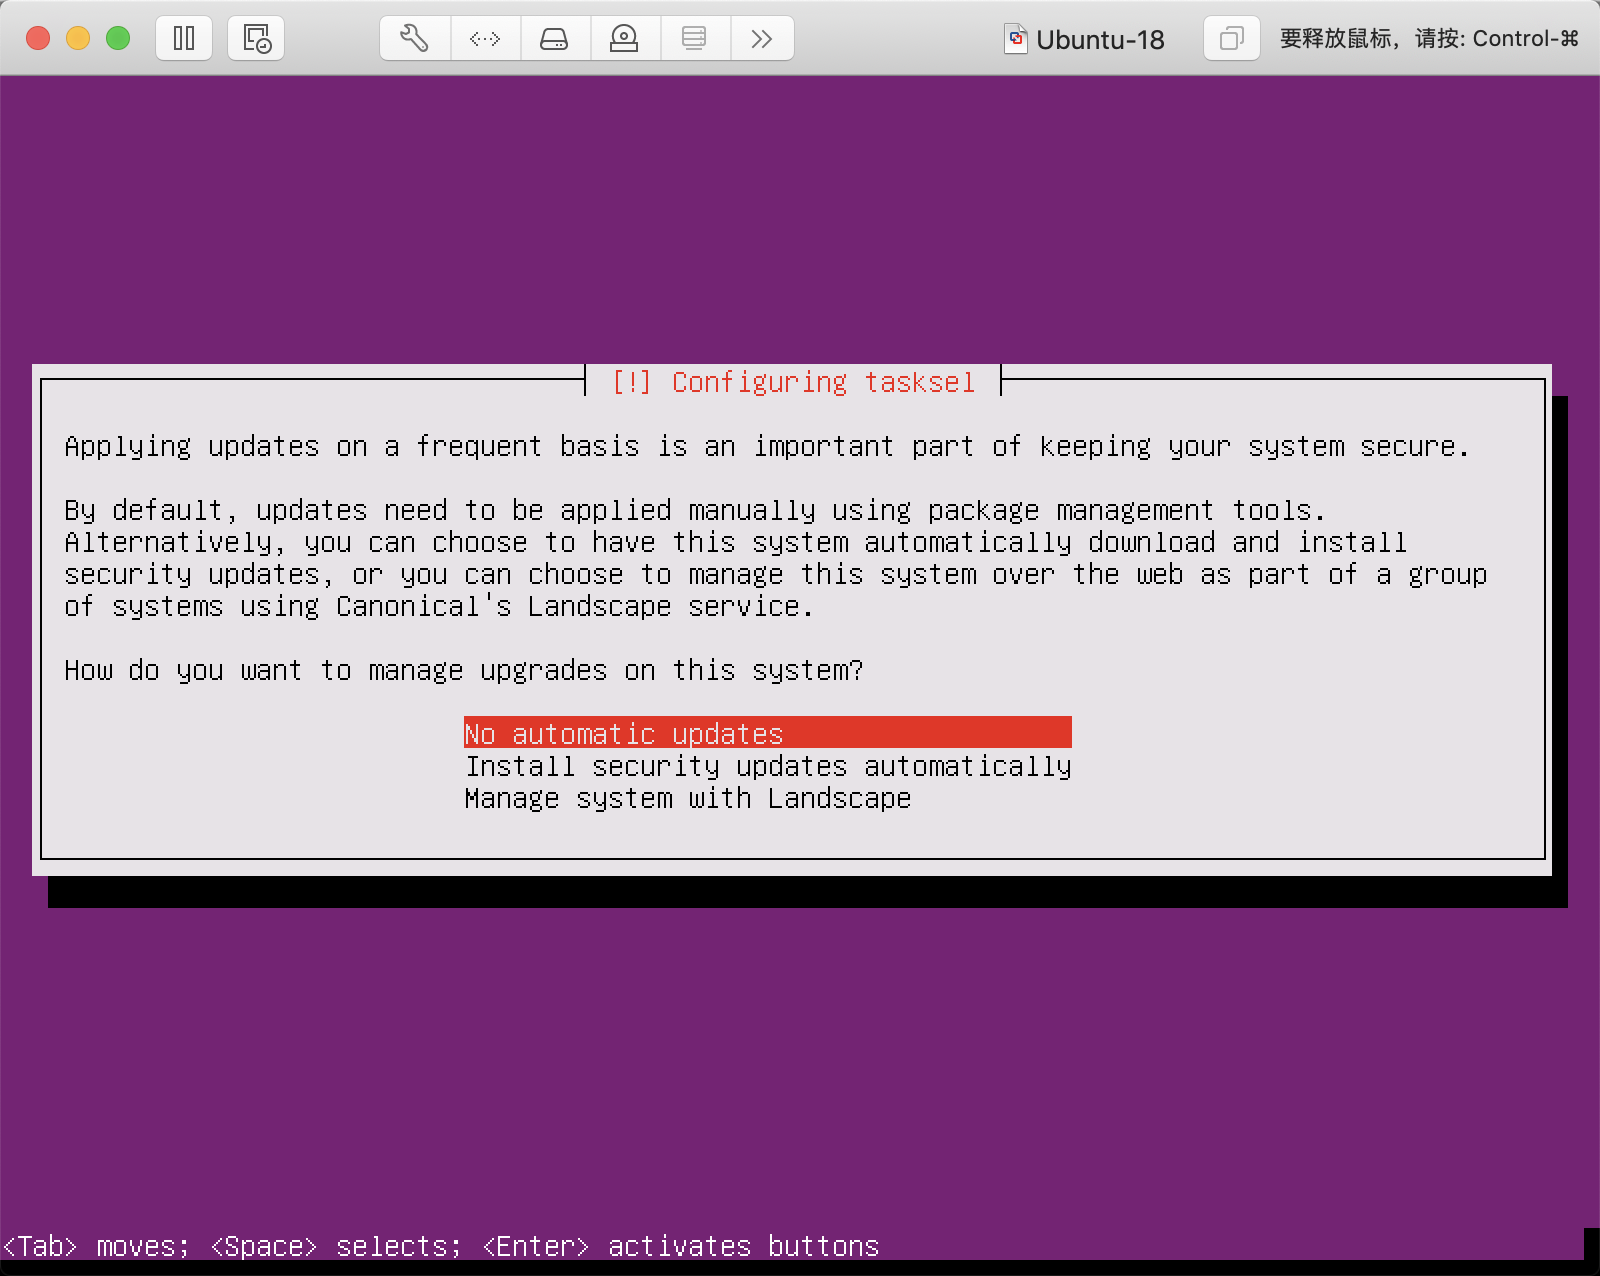 Ubuntu-18
要释放鼠标，请按: Control-⌘
[!] Configuring tasksel
Applying updates on a frequent basis is an important part of keeping your system secure.
By default, updates need to be applied manually using package management tools.
Alternatively, you can choose to have this system automatically download and install
security updates, or you can choose to manage this system over the web as part of a group
of systems using Canonical's Landscape service.
How do you want to manage upgrades on this system?
No automatic updates
Install security updates automatically
Manage system with Landscape
<Tab> moves; <Space> selects; <Enter> activates buttons